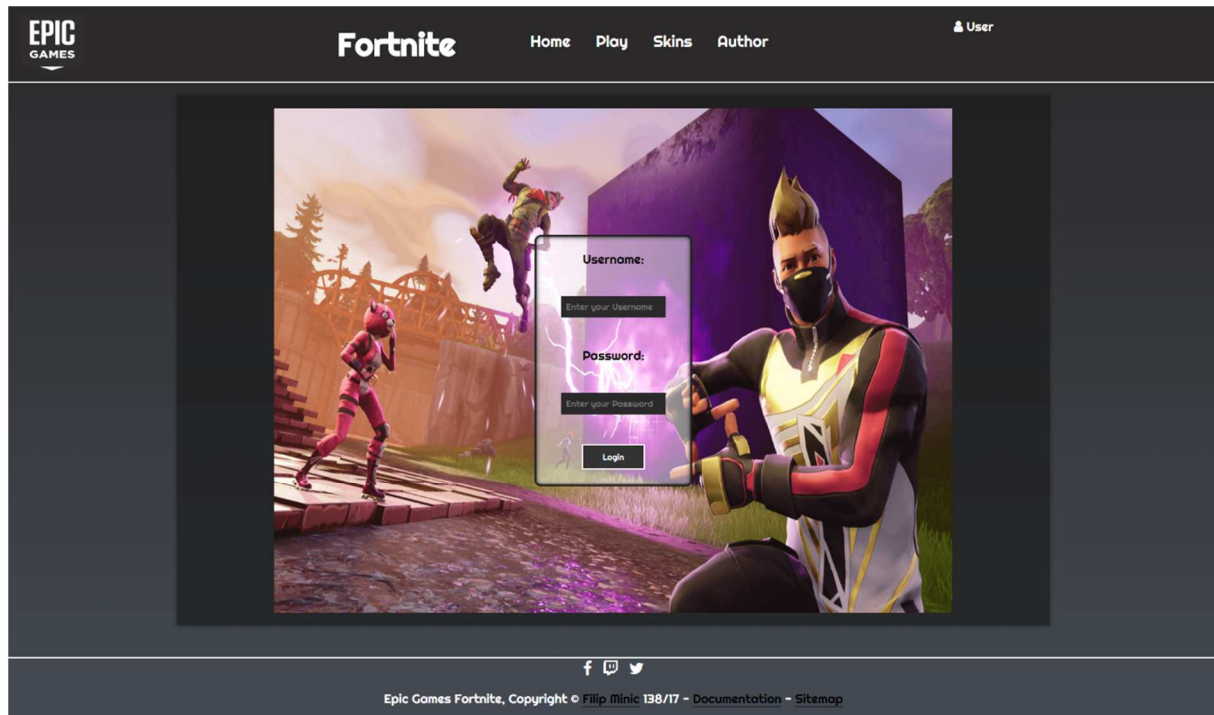 EPIC
GAMES
Fortnite
Home Play Skins Author
User
Username:
Enter your Username
Password:
Enter your Password
Login
Epic Games Fortnite, Copyright © Filip Minic 138/17 - Documentation - Sitemap